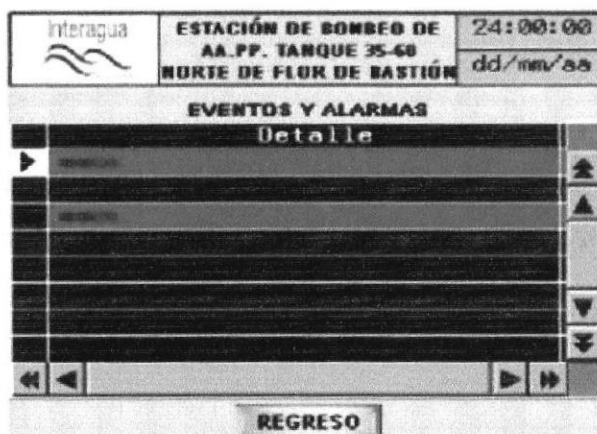 interagua
ESTACIÓN DE BOMBEO DE
AA.PP. TANQUE 35-60
NORTE DE FLOR DE BASTIÓN
24:00:00
dd/mm/aa
EVENTOS Y ALARMAS
Detalle
REGRESO